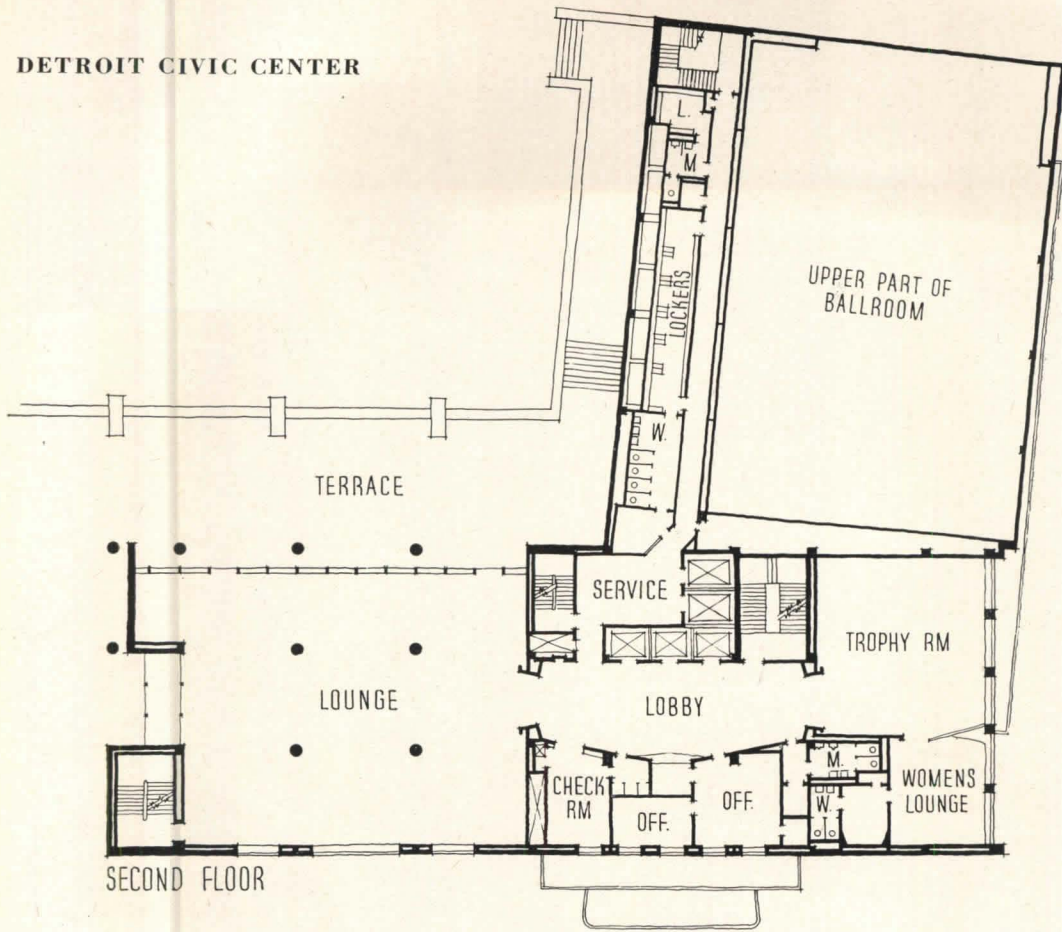 DETROIT CIVIC CENTER
L.
M.
LOCKERS
UPPER PART OF
BALLROOM
W.
TERRACE
SERVICE
TROPHY RM
LOUNGE
LOBBY
CHECK
RM
OFF.
OFF.
M.
W.
WOMENS
LOUNGE
SECOND FLOOR